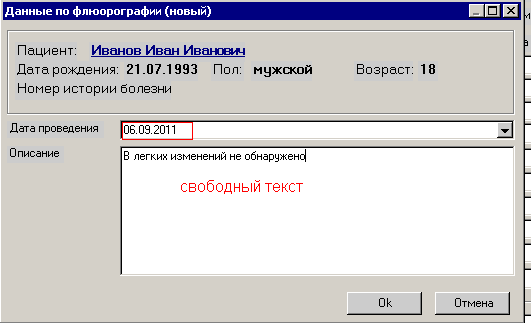 Данные по флюорографии (новый)
Пациент: Иванов Иван Иванович
Дата рождения: 21.07.1993 Пол: мужской Возраст: 18
Номер истории болезни
Дата проведения 06.09.2011
Описание
В легких изменений не обнаружено
свободный текст
Ok Отмена